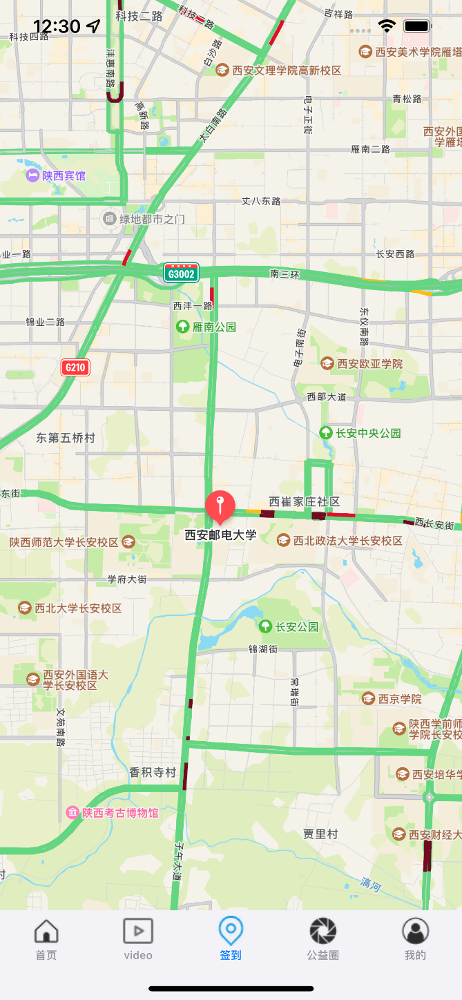 12:30
科技二路
科技二路
吉祥路
科技四路
白沙路
沣惠南路
西安美术学院雁塔
西安文理学院高新校区
高新路
电子正街
青松路
太白南路
西安外国
学雁塔
雁南二路
陕西宾馆
丈八东路
绿地都市之门
业一路
长安西路
G3002
南三环
西沣一路
锦业二路
雁南公园
东仪南路
电子南街
G210
西安欧亚学院
西部大道
东第五桥村
长安中央公园
东街
西崔家庄社区
西长安街
西安邮电大学
陕西师范大学长安校区
西北政法大学长安校区
学府大街
西北大学长安校区
长安公园
锦湖街
西安外国语大
学长安校区
常瑞街
西京学院
文苑南路
陕西学前师
学院长安校
香积寺村
西安培华学
陕西考古博物馆
贾里村
西安财经大
子午大道
村
滈河
首页
video
签到
公益圈
我的